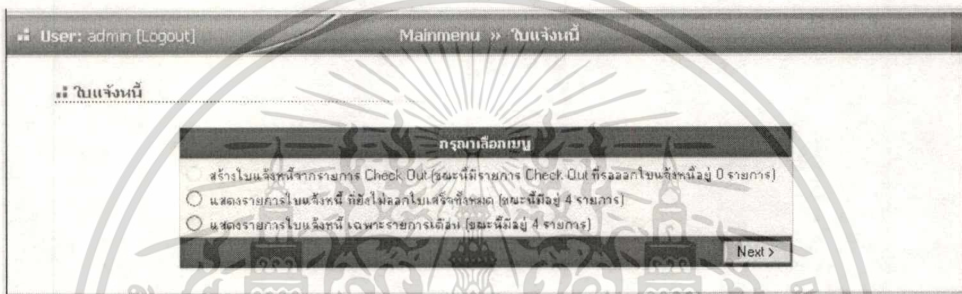 User: admin [Logout]
Mainmenu » ใบแจ้งหนี้
ใบแจ้งหนี้
กรุณาเลือกเมนู
สร้างใบแจ้งหนี้จากรายการ Check Out (ขณะนี้มีรายการ Check Out ที่รอออกใบแจ้งหนี้อยู่ 0 รายการ)
แสดงรายการใบแจ้งหนี้ ที่ยังไม่ออกใบเสร็จทั้งหมด (ขณะนี้มีอยู่ 4 รายการ)
แสดงรายการใบแจ้งหนี้ เฉพาะรายการเดือน (ขณะนี้มีอยู่ 4 รายการ)
Next >